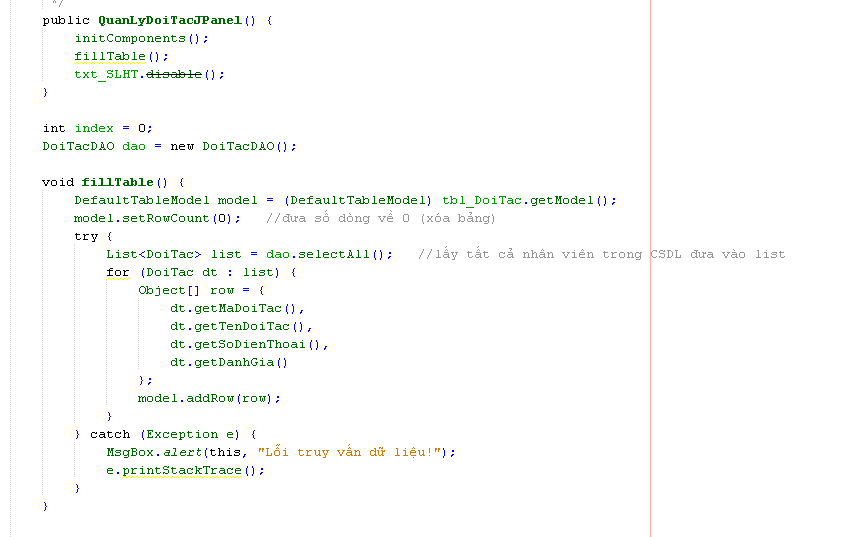 */
public QuanLyDoiTacJPanel() {
initComponents();
fillTable();
txt_SLHT.disable();
}
int index = 0;
DoiTacDAO dao = new DoiTacDAO();
void fillTable() {
DefaultTableModel model = (DefaultTableModel) tbl_DoiTac.getModel();
model.setRowCount(0);   //đưa số dòng về 0 (xóa bảng)
try {
List<DoiTac> list = dao.selectAll();   //lấy tất cả nhân viên trong CSDL đưa vào list
for (DoiTac dt : list) {
Object[] row = {
dt.getMaDoiTac(),
dt.getTenDoiTac(),
dt.getSoDienThoai(),
dt.getDanhGia()
};
model.addRow(row);
}
} catch (Exception e) {
MsgBox.alert(this, "Lỗi truy vấn dữ liệu!");
e.printStackTrace();
}
}